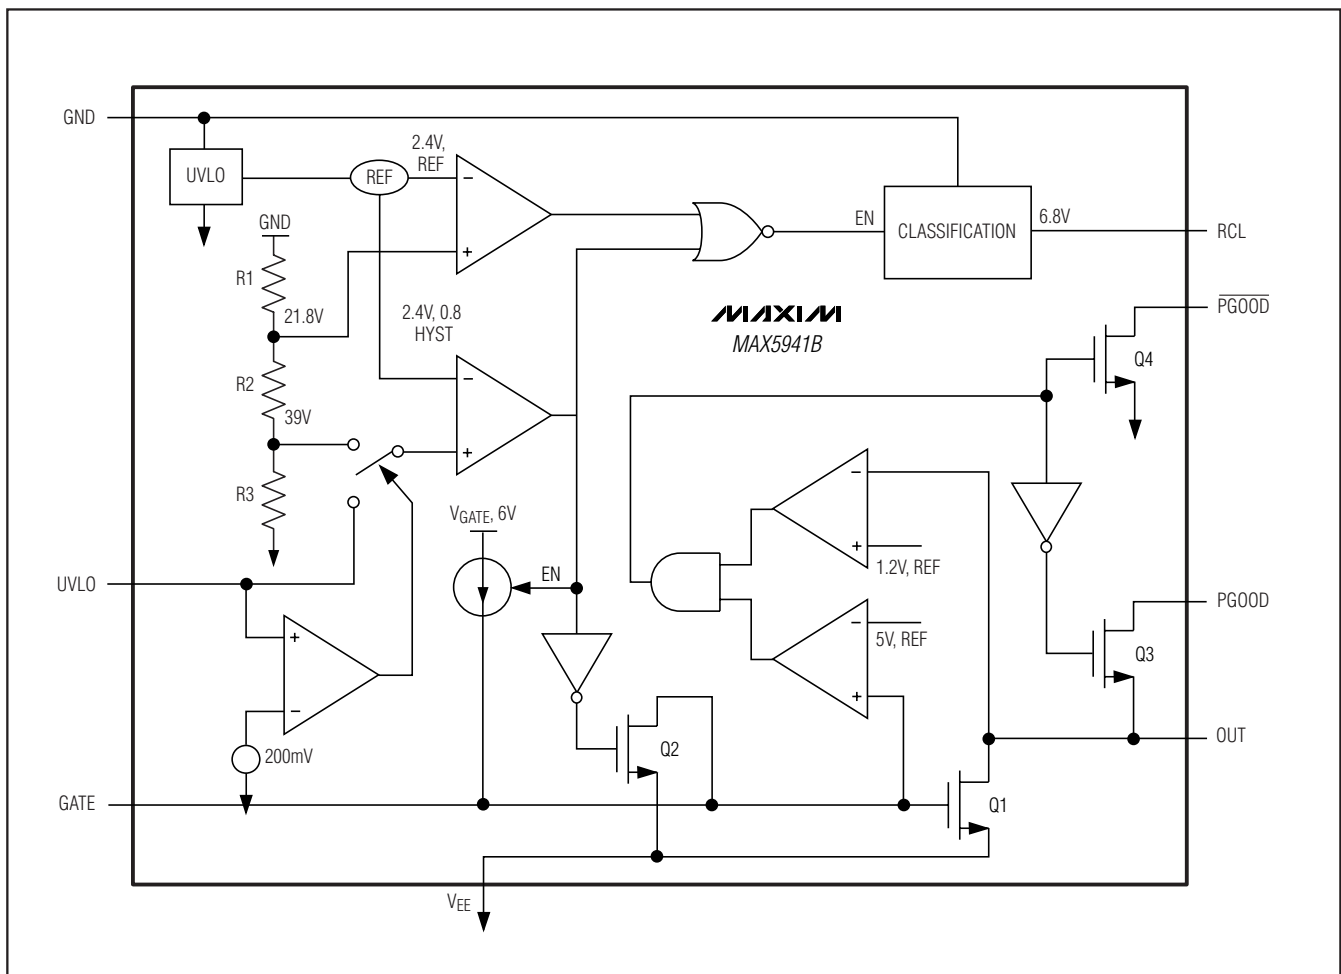 GND
UVLO
REF
2.4V,
REF
−
+
GND
R1
21.8V
R2
39V
R3
2.4V, 0.8
HYST
−
+
EN
CLASSIFICATION
6.8V
RCL
MAXIM
MAX5941B
PGOOD
Q4
VGATE, 6V
EN
−
+
1.2V, REF
−
5V, REF
+
UVLO
+
−
200mV
Q2
PGOOD
Q3
OUT
GATE
Q1
VEE